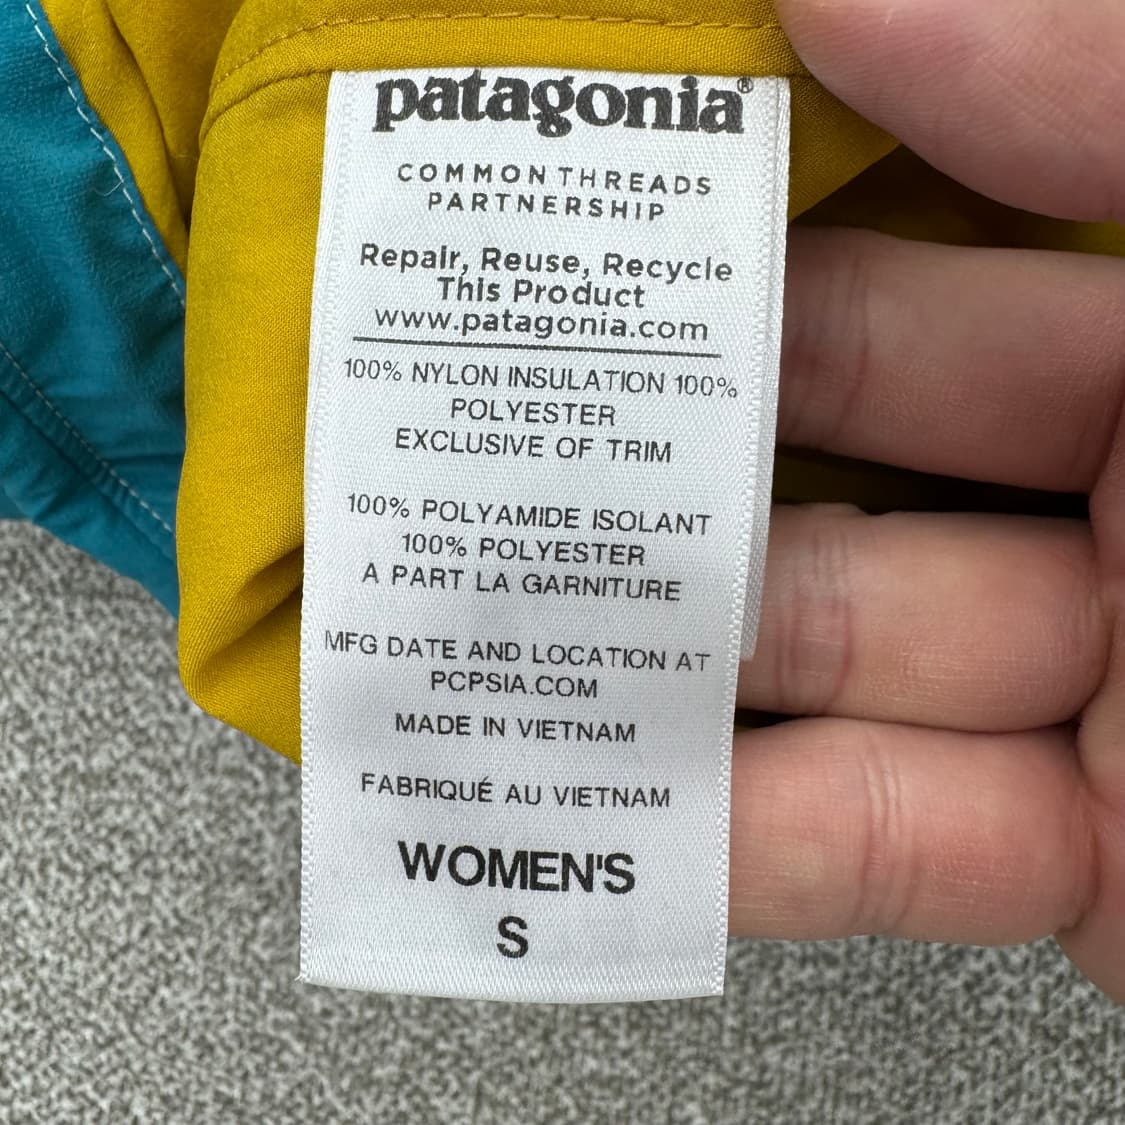 patagonia®
COMMON THREADS
PARTNERSHIP
Repair, Reuse, Recycle
This Product
www.patagonia.com
100% NYLON INSULATION 100%
POLYESTER
EXCLUSIVE OF TRIM
100% POLYAMIDE ISOLANT
100% POLYESTER
A PART LA GARNITURE
MFG DATE AND LOCATION AT
PCPSIA.COM
MADE IN VIETNAM
FABRIQUÉ AU VIETNAM
WOMEN'S
S